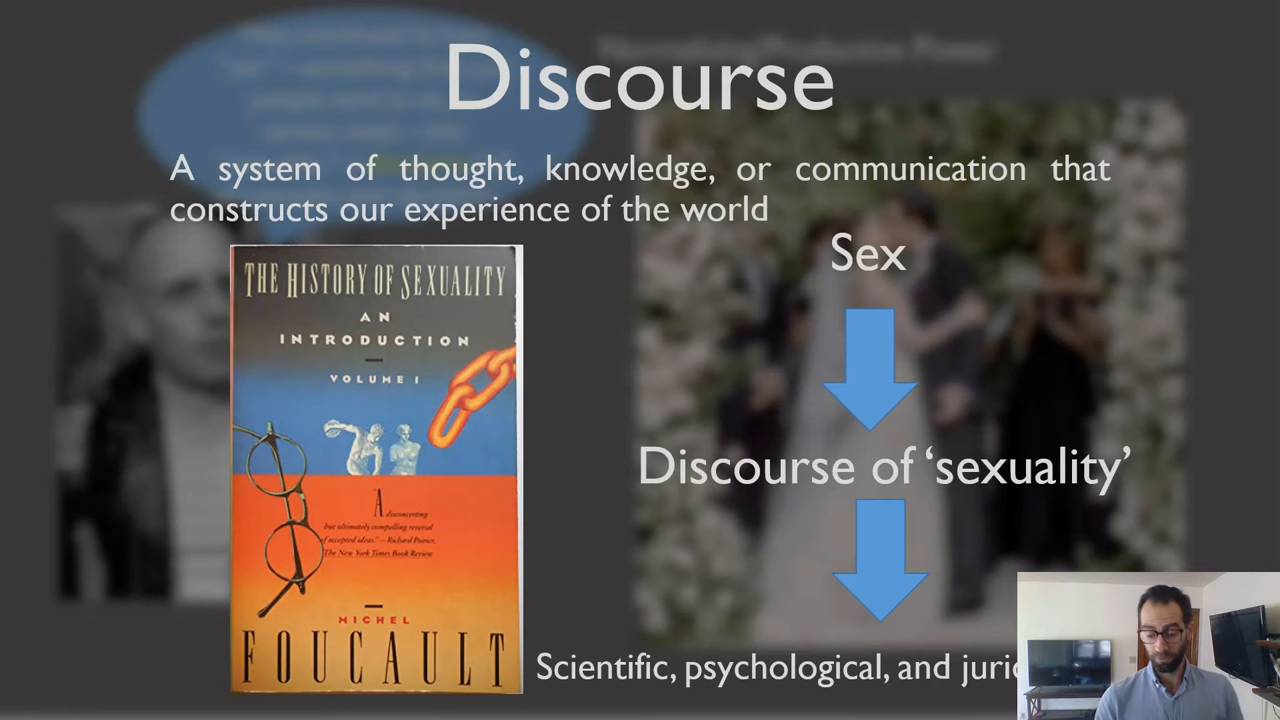 Discourse
A system of thought, knowledge, or communication that
constructs our experience of the world
Sex
THE HISTORY OF SEXUALITY
AN
INTRODUCTION
VOLUME I
Discourse of ‘sexuality’
"A disconcerting
but ultimately compelling reversal
of accepted ideas." —Richard Poirier,
The New York Times Book Review
MICHEL
FOUCAULT
Scientific, psychological, and